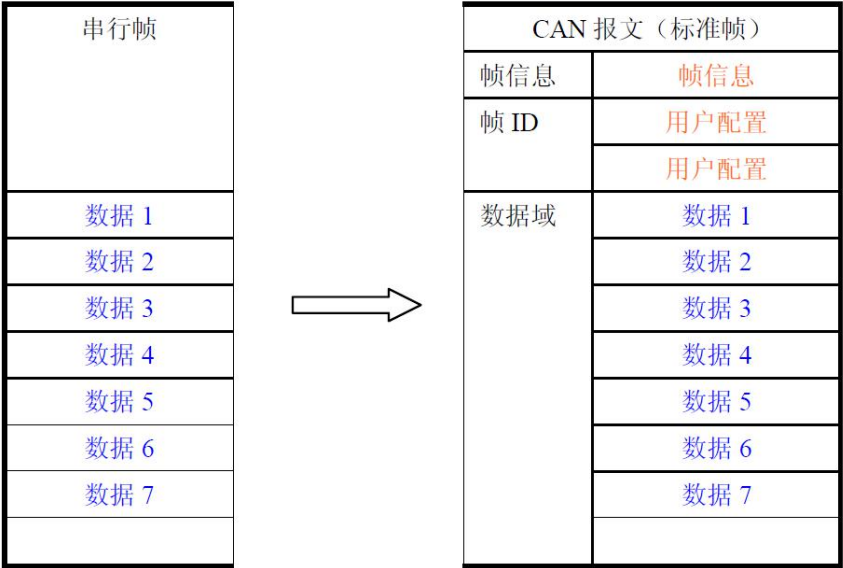 串行帧
数据 1
数据 2
数据 3
数据 4
数据 5
数据 6
数据 7
CAN 报文（标准帧）
帧信息 帧信息
帧 ID 用户配置
用户配置
数据域 数据 1
数据 2
数据 3
数据 4
数据 5
数据 6
数据 7